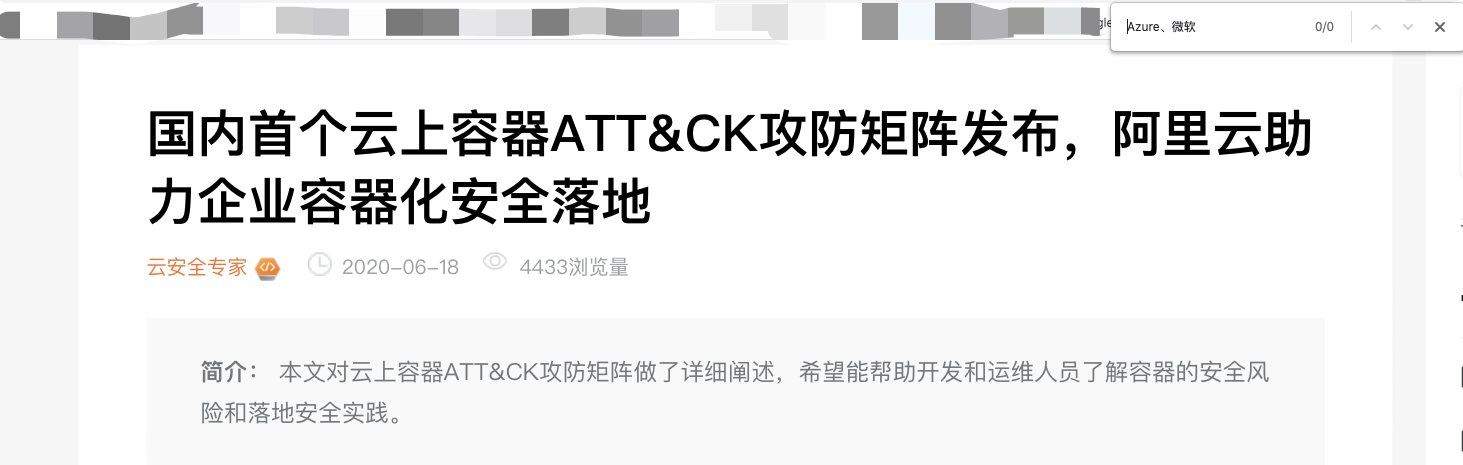 gle
Azure、微软
0/0
国内首个云上容器ATT&CK攻防矩阵发布，阿里云助
力企业容器化安全落地
云安全专家
2020-06-18
4433浏览量
简介： 本文对云上容器ATT&CK攻防矩阵做了详细阐述，希望能帮助开发和运维人员了解容器的安全风
险和落地安全实践。